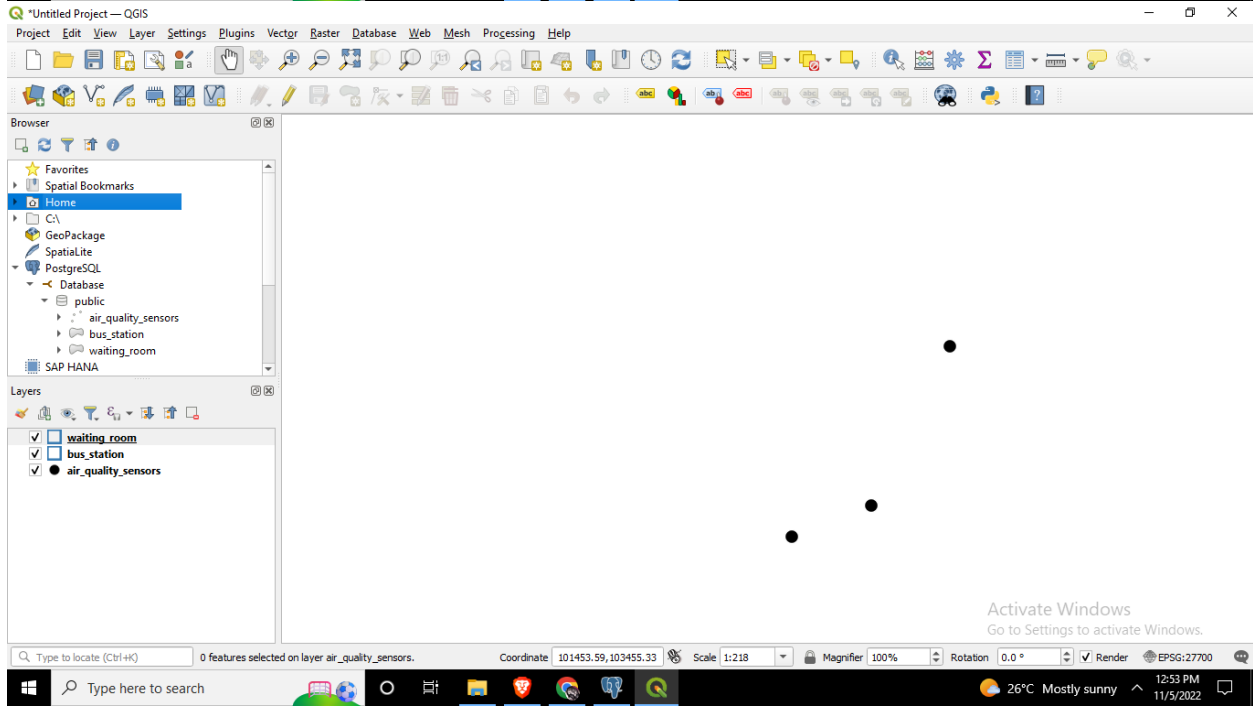 *Untitled Project — QGIS
Project Edit View Layer Settings Plugins Vector Raster Database Web Mesh Processing Help
abc ab abc
Browser
Favorites
Spatial Bookmarks
Home
C:\
GeoPackage
SpatiaLite
PostgreSQL
Database
public
air_quality_sensors
bus_station
waiting_room
SAP HANA
Layers
waiting_room
bus_station
air_quality_sensors
Activate Windows
Go to Settings to activate Windows.
Type to locate (Ctrl+K) 0 features selected on layer air_quality_sensors. Coordinate 101453.59,103455.33 Scale 1:218 Magnifier 100% Rotation 0.0 ° Render EPSG:27700
Type here to search 26°C Mostly sunny 12:53 PM
11/5/2022